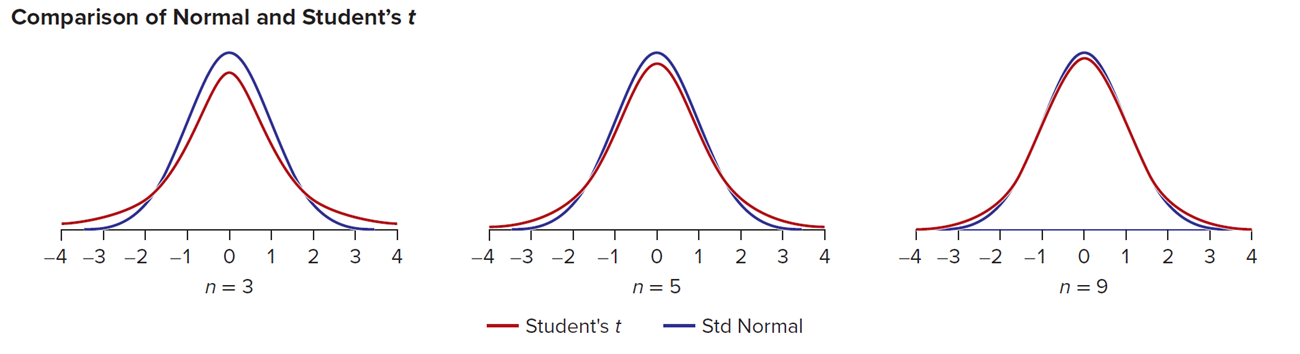 Comparison of Normal and Student’s t
–4 –3 –2 –1 0 1 2 3 4
n = 3
–4 –3 –2 –1 0 1 2 3 4
n = 5
–4 –3 –2 –1 0 1 2 3 4
n = 9
Student's t
Std Normal